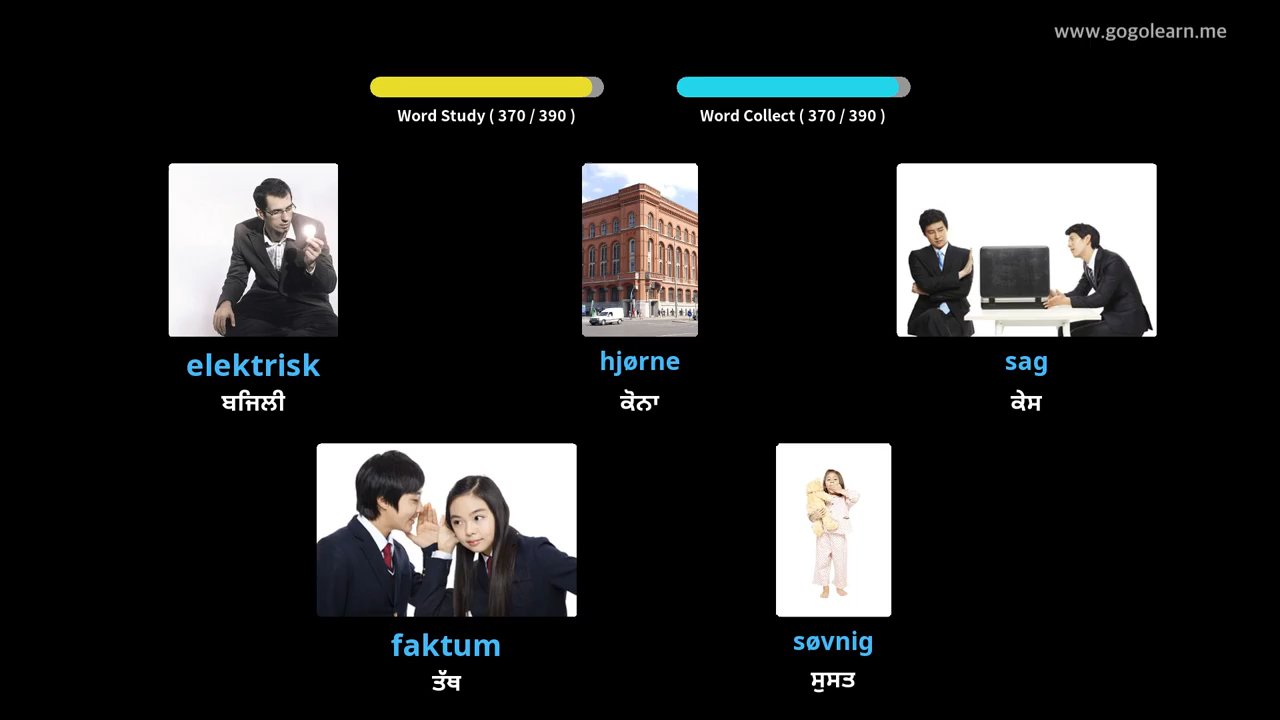 www.gogolearn.me
Word Study ( 370 / 390 )
Word Collect ( 370 / 390 )
elektrisk
ਬਜਿਲੀ
hjørne
ਕੋਨਾ
sag
ਕੇਸ
faktum
ਤੱਥ
søvnig
ਸੁਸਤ